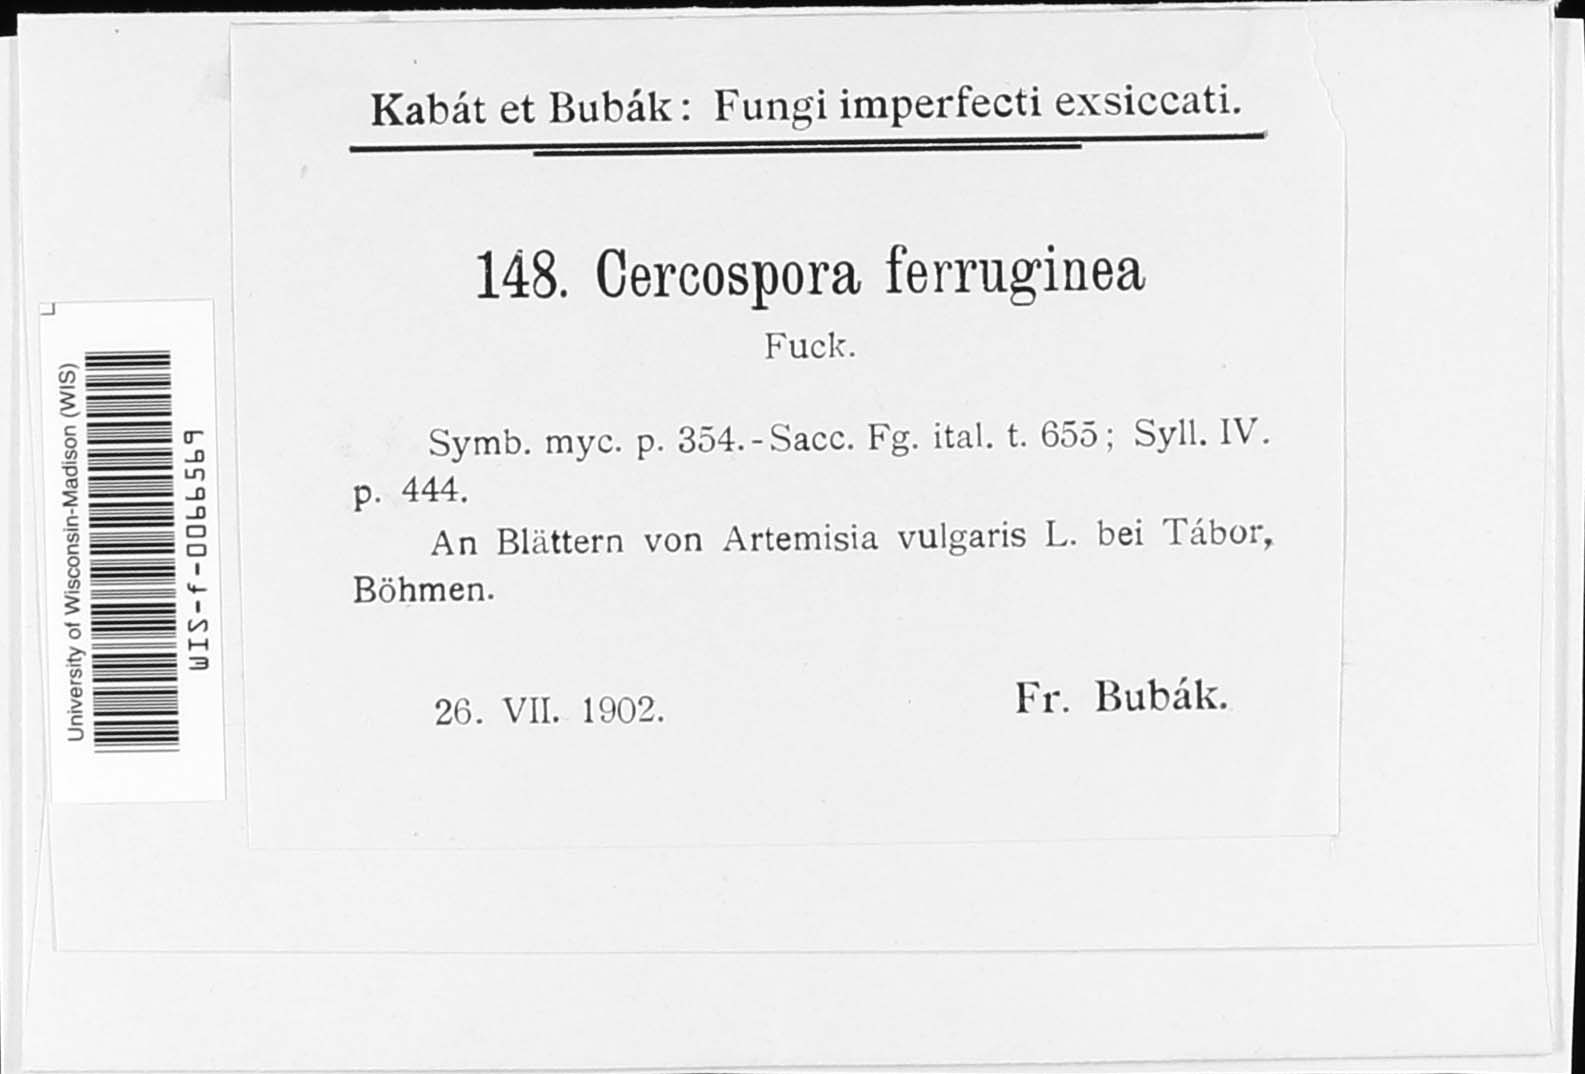 Kabát et Bubák: Fungi imperfecti exsiccati.
148. Cercospora ferruginea
Fuck.
Symb. myc. p. 354.-Sacc. Fg. ital. t. 655; Syll. IV.
p. 444.
An Blättern von Artemisia vulgaris L. bei Tábor,
Böhmen.
26. VII. 1902.
Fr. Bubák.
University of Wisconsin-Madison (WIS)
WIS-f-0066569